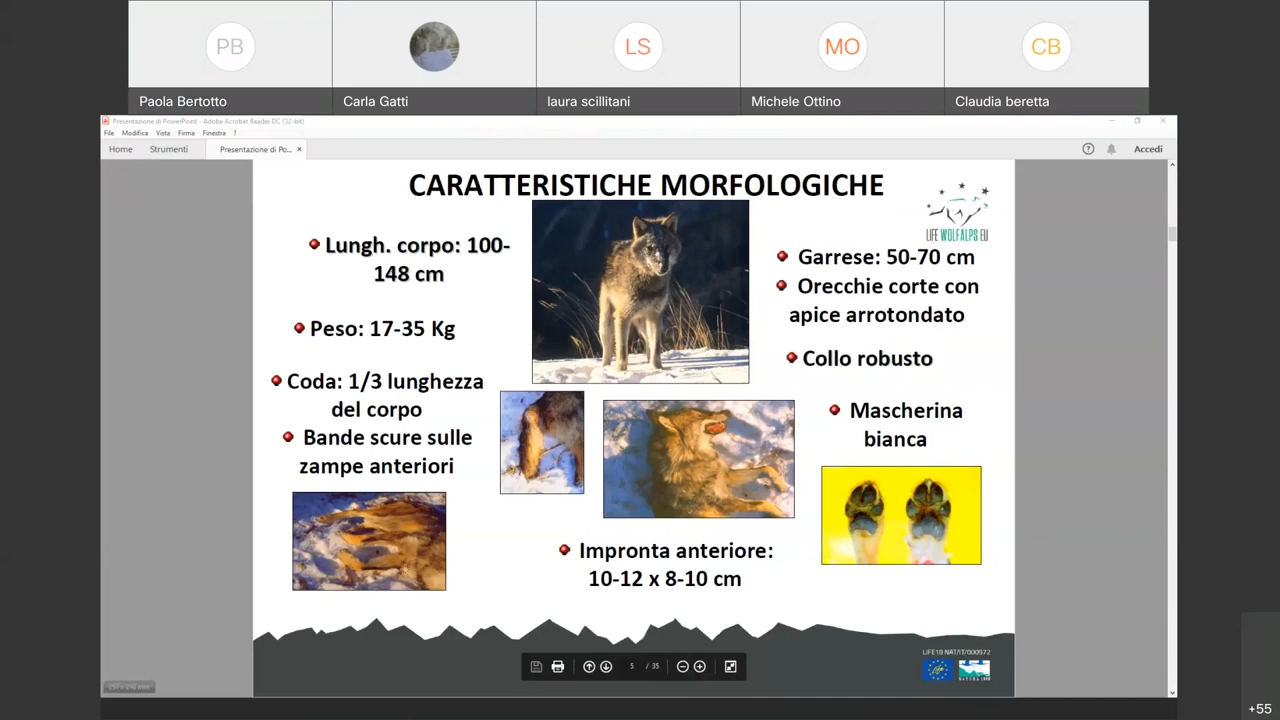 PB
LS
MO
CB
Paola Bertotto
Carla Gatti
laura scillitani
Michele Ottino
Claudia beretta
Presentazione di PowerPoint - Adobe Acrobat Reader DC (32-bit)
File Modifica Vista Firma Finestra ?
Home Strumenti Presentazione di Po... × Accedi
CARATTERISTICHE MORFOLOGICHE
LIFE WOLFALPS EU
Lungh. corpo: 100-
148 cm
Peso: 17-35 Kg
Coda: 1/3 lunghezza
del corpo
Bande scure sulle
zampe anteriori
Garrese: 50-70 cm
Orecchie corte con
apice arrotondato
Collo robusto
Mascherina
bianca
Impronta anteriore:
10-12 x 8-10 cm
LIFE18 NAT/IT/000972
5 / 35
+55